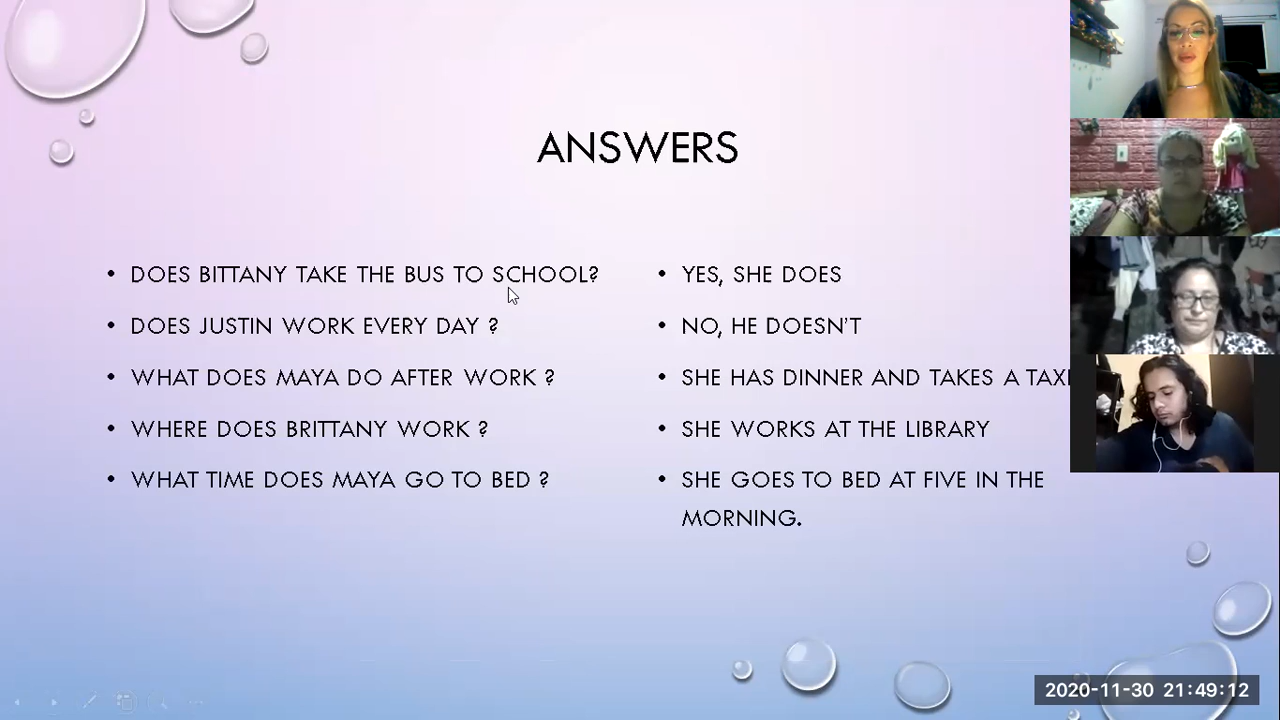 ANSWERS
DOES BITTANY TAKE THE BUS TO SCHOOL?
DOES JUSTIN WORK EVERY DAY ?
WHAT DOES MAYA DO AFTER WORK ?
WHERE DOES BRITTANY WORK ?
WHAT TIME DOES MAYA GO TO BED ?
YES, SHE DOES
NO, HE DOESN'T
SHE HAS DINNER AND TAKES A TAXI
SHE WORKS AT THE LIBRARY
SHE GOES TO BED AT FIVE IN THE
MORNING.
2020-11-30 21:49:12